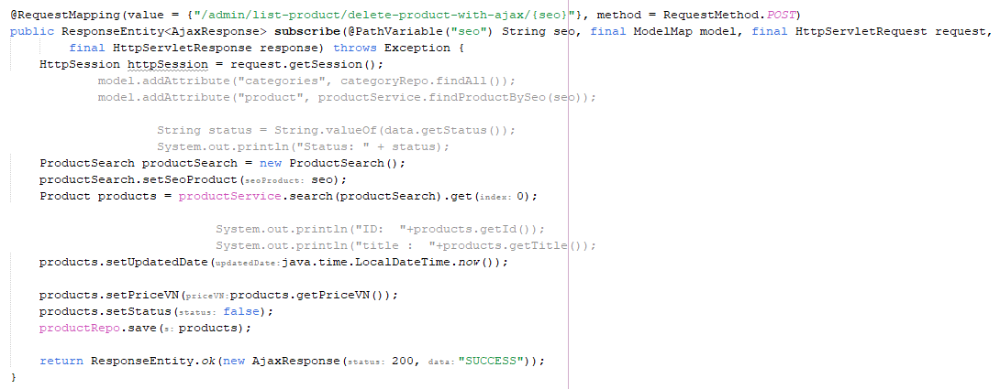 @RequestMapping(value = {"/admin/list-product/delete-product-with-ajax/{seo}"}, method = RequestMethod.POST)
public ResponseEntity<AjaxResponse> subscribe(@PathVariable("seo") String seo, final ModelMap model, final HttpServletRequest request,
        final HttpServletResponse response) throws Exception {
    HttpSession httpSession = request.getSession();
            model.addAttribute("categories", categoryRepo.findAll());
            model.addAttribute("product", productService.findProductBySeo(seo));
                    String status = String.valueOf(data.getStatus());
                    System.out.println("Status: " + status);
    ProductSearch productSearch = new ProductSearch();
    productSearch.setSeoProduct(seoProduct: seo);
    Product products = productService.search(productSearch).get(index: 0);
                            System.out.println("ID:  "+products.getId());
                            System.out.println("title :  "+products.getTitle());
    products.setUpdatedDate(updatedDate:java.time.LocalDateTime.now());
    products.setPriceVN(priceVN:products.getPriceVN());
    products.setStatus(status: false);
    productRepo.save(s: products);
    return ResponseEntity.ok(new AjaxResponse(status: 200, data: "SUCCESS"));
}